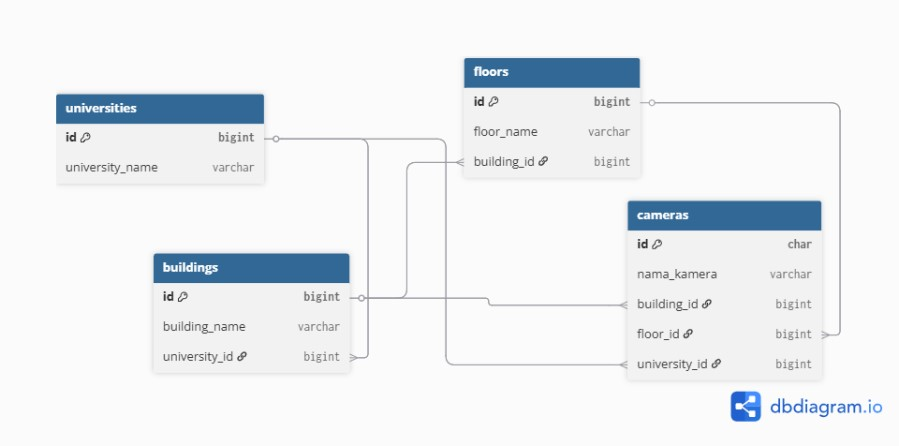 universities
id bigint
university_name varchar
floors
id bigint
floor_name varchar
building_id bigint
buildings
id bigint
building_name varchar
university_id bigint
cameras
id char
nama_kamera varchar
building_id bigint
floor_id bigint
university_id bigint
dbdiagram.io